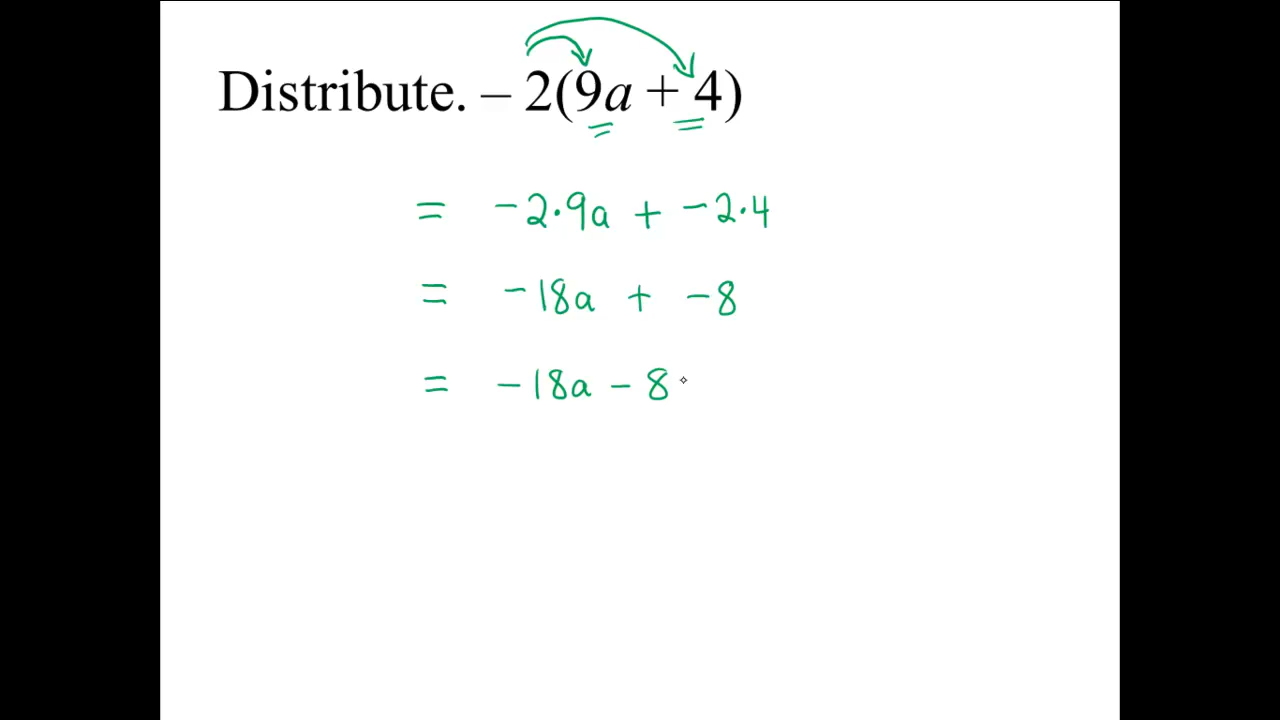 Distribute. – 2(9a + 4)
= -2·9a + -2·4
= -18a + -8
= -18a - 8